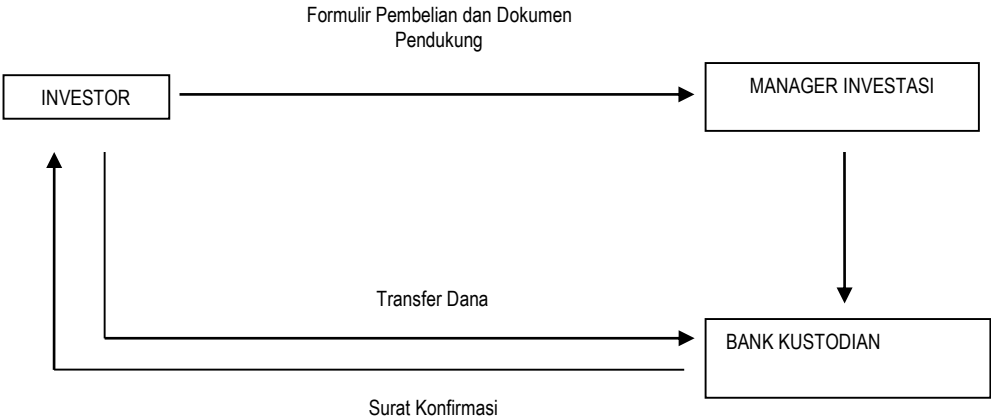 Formulir Pembelian dan Dokumen
Pendukung
INVESTOR
MANAGER INVESTASI
Transfer Dana
BANK KUSTODIAN
Surat Konfirmasi